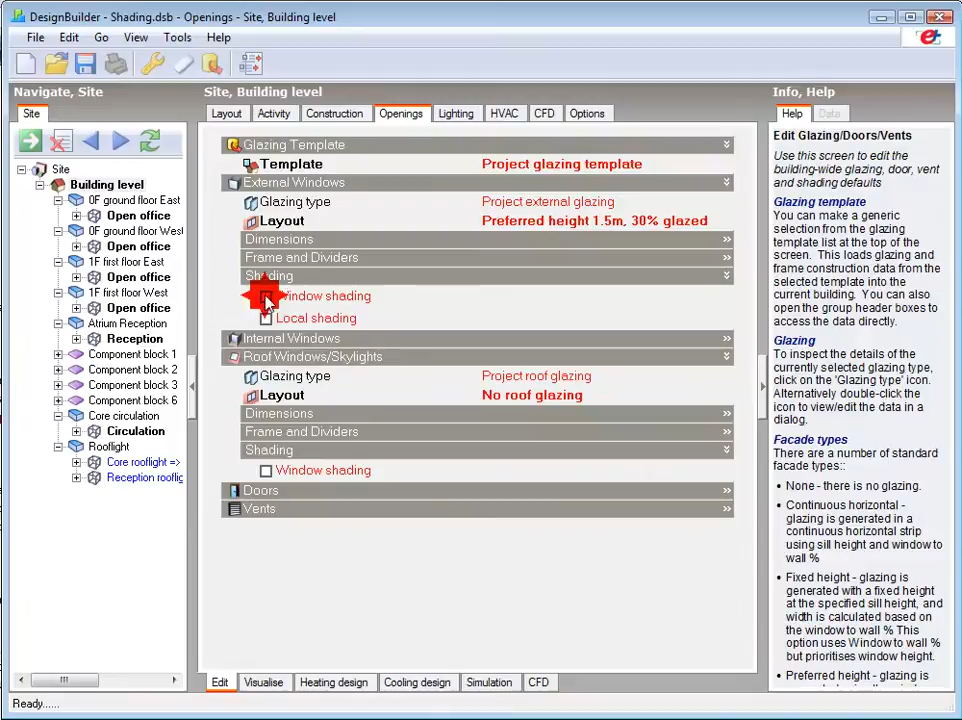 DesignBuilder - Shading.dsb - Openings - Site, Building level
File Edit Go View Tools Help
Navigate, Site
Site
Site
Building level
0F ground floor East
Open office
0F ground floor West
Open office
1F first floor East
Open office
1F first floor West
Open office
Atrium Reception
Reception
Component block 1
Component block 2
Component block 3
Component block 6
Core circulation
Circulation
Rooflight
Core rooflight =>
Reception rooflig
Site, Building level
Layout Activity Construction Openings Lighting HVAC CFD Options
Glazing Template
Template Project glazing template
External Windows
Glazing type Project external glazing
Layout Preferred height 1.5m, 30% glazed
Dimensions
Frame and Dividers
Shading
indow shading
Local shading
Internal Windows
Roof Windows/Skylights
Glazing type Project roof glazing
Layout No roof glazing
Dimensions
Frame and Dividers
Shading
Window shading
Doors
Vents
Edit Visualise Heating design Cooling design Simulation CFD
Info, Help
Help Data
Edit Glazing/Doors/Vents
Use this screen to edit the
building-wide glazing, door, vent
and shading defaults
Glazing template
You can make a generic
selection from the glazing
template list at the top of the
screen. This loads glazing and
frame construction data from the
selected template into the
current building. You can also
open the group header boxes to
access the data directly.
Glazing
To inspect the details of the
currently selected glazing type,
click on the 'Glazing type' icon.
Alternatively double-click the
icon to view/edit the data in a
dialog.
Facade types
There are a number of standard
facade types::
• None - there is no glazing.
• Continuous horizontal -
glazing is generated in a
continuous horizontal strip
using sill height and window to
wall %
• Fixed height - glazing is
generated with a fixed height
at the specified sill height, and
width is calculated based on
the window to wall % This
option uses Window to wall %
but prioritises window height.
• Preferred height - glazing is
Ready......